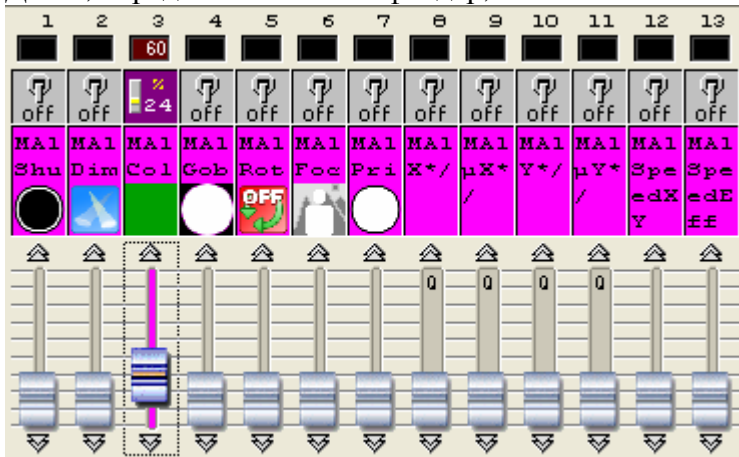 1 2 3 4 5 6 7 8 9 10 11 12 13
60
off off % 24 off off off off off off off off off off
MA1 MA1 MA1 MA1 MA1 MA1 MA1 MA1 MA1 MA1 MA1 MA1 MA1
Shu Dim Col Gob Rot Foc Pri X*/ µX* Y*/ µY* Spe Spe
/ / edX edE
OFF Y ff
Q Q Q Q